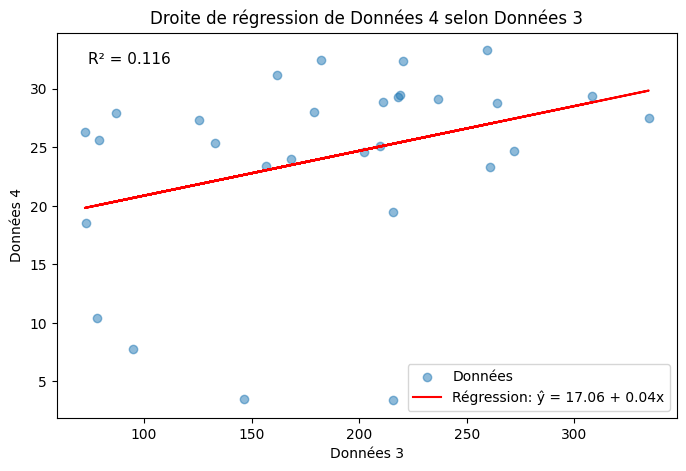 Droite de régression de Données 4 selon Données 3
R² = 0.116
30
25
20
15
10
5
Données 4
100
150
200
250
300
Données 3
Données
Régression: ŷ = 17.06 + 0.04x